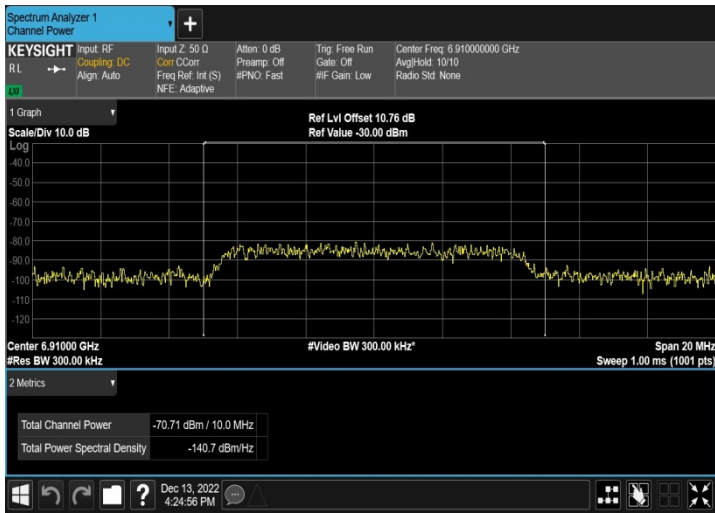 Spectrum Analyzer 1
Channel Power
KEYSIGHT
RL
LXI
Input: RF
Coupling: DC
Align: Auto
Input Z: 50 Ω
Corr CCorr
Freq Ref: Int (S)
NFE: Adaptive
Atten: 0 dB
Preamp: Off
#PNO: Fast
Trig: Free Run
Gate: Off
#IF Gain: Low
Center Freq: 6.910000000 GHz
Avg|Hold: 10/10
Radio Std: None
1 Graph
Scale/Div 10.0 dB
Ref Lvl Offset 10.76 dB
Ref Value -30.00 dBm
Log
-40.0
-50.0
-60.0
-70.0
-80.0
-90.0
-100
-110
-120
Center 6.91000 GHz
#Res BW 300.00 kHz
#Video BW 300.00 kHz*
Span 20 MHz
Sweep 1.00 ms (1001 pts)
2 Metrics
Total Channel Power -70.71 dBm / 10.0 MHz
Total Power Spectral Density -140.7 dBm/Hz
?
Dec 13, 2022
4:24:56 PM